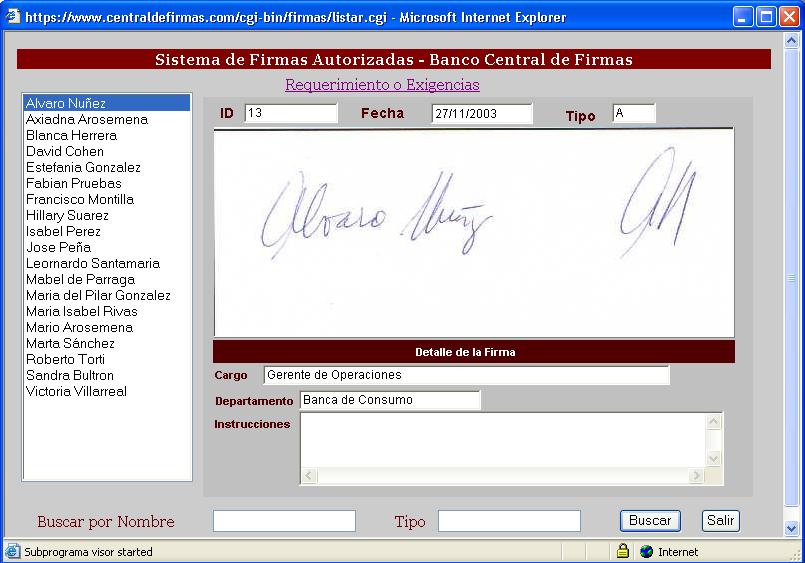 https://www.centraldefirmas.com/cgi-bin/firmas/listar.cgi - Microsoft Internet Explorer
Sistema de Firmas Autorizadas - Banco Central de Firmas
Requerimiento o Exigencias
Alvaro Nuñez
Axiadna Arosemena
Blanca Herrera
David Cohen
Estefania Gonzalez
Fabian Pruebas
Francisco Montilla
Hillary Suarez
Isabel Perez
Jose Peña
Leonardo Santamaria
Mabel de Parraga
Maria del Pilar Gonzalez
Maria Isabel Rivas
Mario Arosemena
Marta Sánchez
Roberto Torti
Sandra Bultron
Victoria Villarreal
ID 13 Fecha 27/11/2003 Tipo A
Alvaro Nuñez
Detalle de la Firma
Cargo Gerente de Operaciones
Departamento Banca de Consumo
Instrucciones
Buscar por Nombre Tipo Buscar Salir
Subprograma visor started Internet